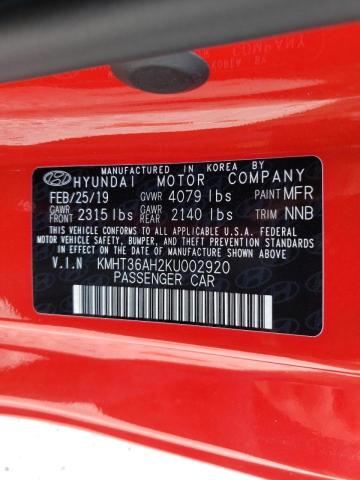 MANUFACTURED IN KOREA BY
HYUNDAI MOTOR COMPANY
FEB/25/19 GVWR 4079 lbs PAINT MFR
GAWR FRONT 2315 lbs GAWR REAR 2140 lbs TRIM NNB
THIS VEHICLE CONFORMS TO ALL APPLICABLE U.S.A. FEDERAL
MOTOR VEHICLE SAFETY, BUMPER, AND THEFT PREVENTION STANDARDS
IN EFFECT ON THE DATE OF MANUFACTURE SHOWN ABOVE.
V.I.N KMHT36AH2KU002920
PASSENGER CAR